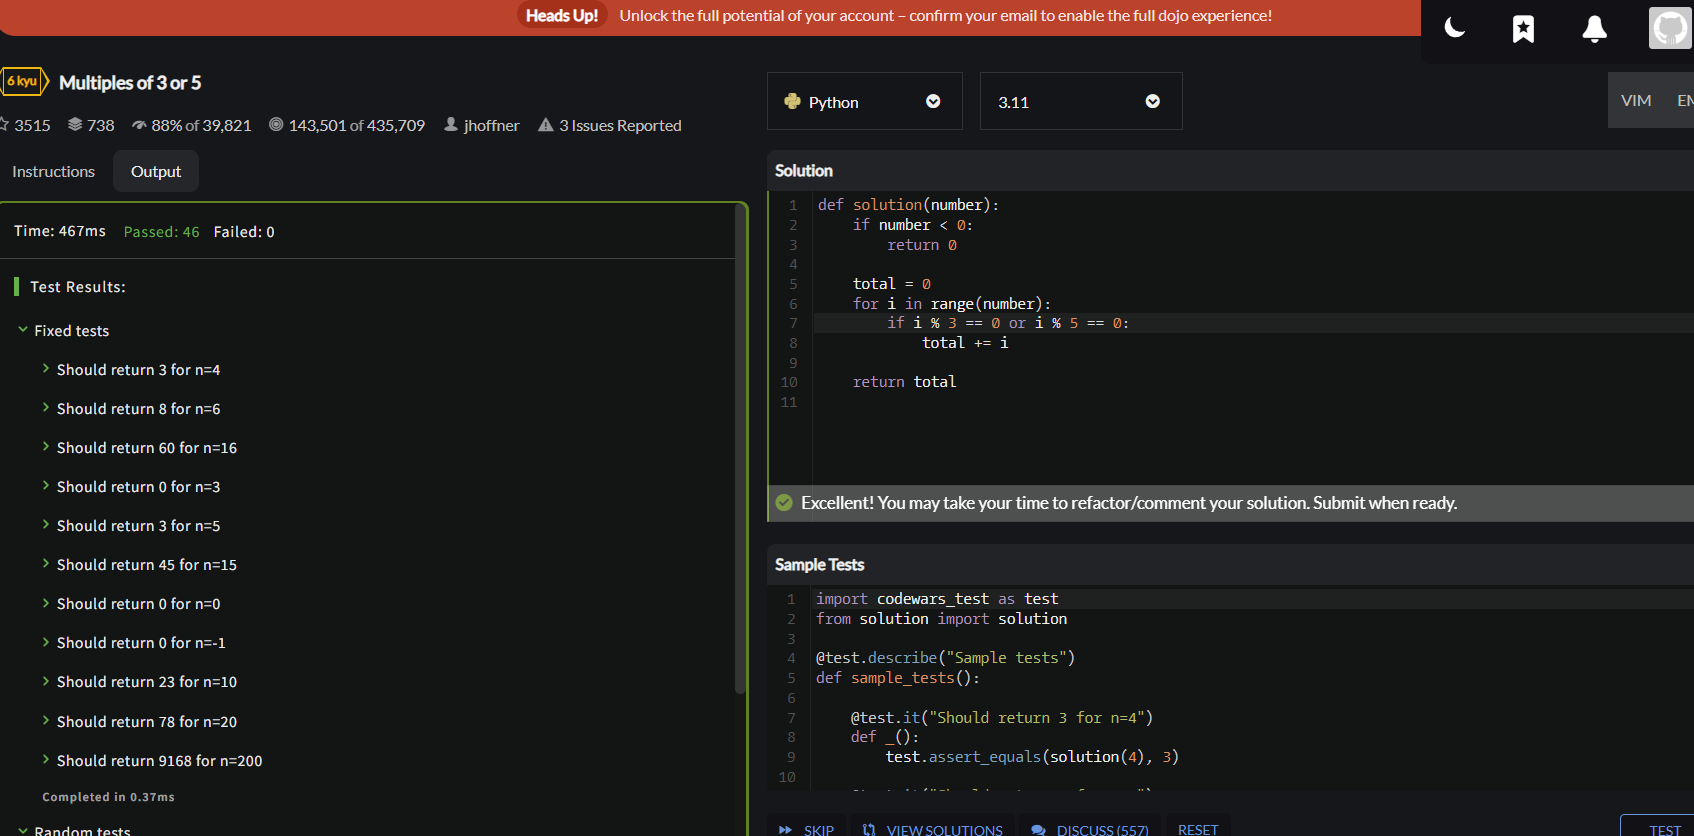 Heads Up! Unlock the full potential of your account – confirm your email to enable the full dojo experience!
6 kyu Multiples of 3 or 5
3515 738 88% of 39,821 143,501 of 435,709 jhoffner 3 Issues Reported
Instructions Output
Time: 467ms Passed: 46 Failed: 0
Test Results:
Fixed tests
Should return 3 for n=4
Should return 8 for n=6
Should return 60 for n=16
Should return 0 for n=3
Should return 3 for n=5
Should return 45 for n=15
Should return 0 for n=0
Should return 0 for n=-1
Should return 23 for n=10
Should return 78 for n=20
Should return 9168 for n=200
Completed in 0.37ms
Random tests
Python 3.11 VIM EM
Solution
1 def solution(number):
2     if number < 0:
3         return 0
4
5     total = 0
6     for i in range(number):
7         if i % 3 == 0 or i % 5 == 0:
8             total += i
9
10     return total
11
Excellent! You may take your time to refactor/comment your solution. Submit when ready.
Sample Tests
1 import codewars_test as test
2 from solution import solution
3
4 @test.describe("Sample tests")
5 def sample_tests():
6
7     @test.it("Should return 3 for n=4")
8     def _():
9         test.assert_equals(solution(4), 3)
10
SKIP VIEW SOLUTIONS DISCUSS (557) RESET TEST